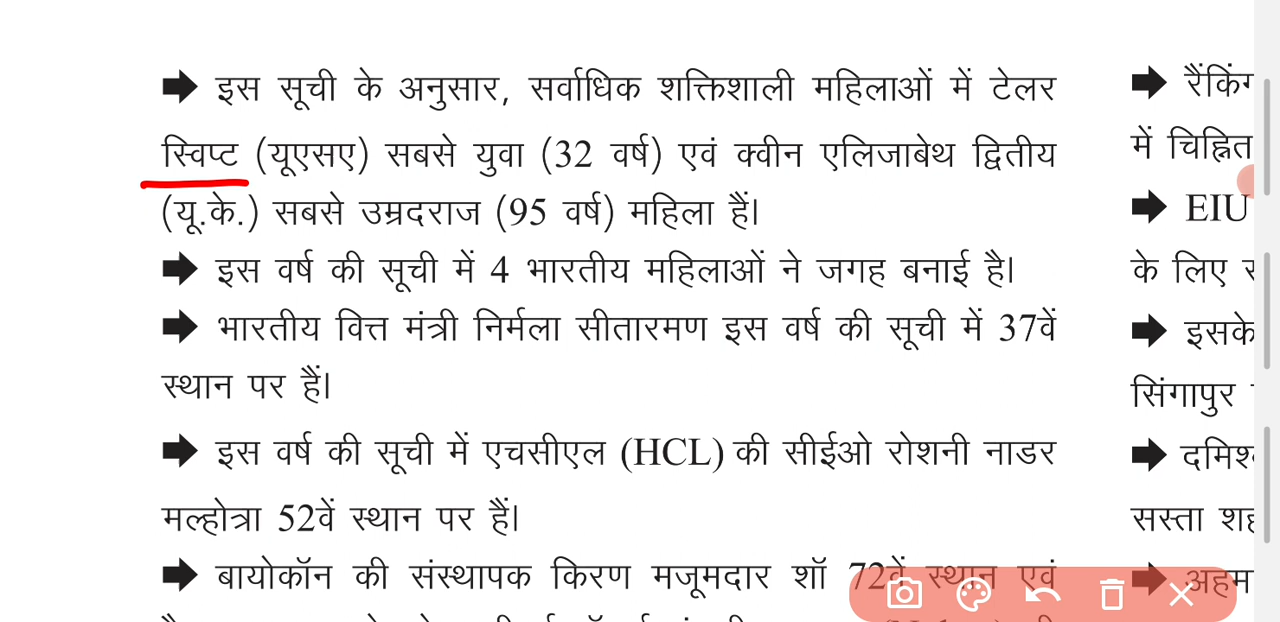 ➡ इस सूची के अनुसार, सर्वाधिक शक्तिशाली महिलाओं में टेलर
स्विफ्ट (यूएसए) सबसे युवा (32 वर्ष) एवं क्वीन एलिजाबेथ द्वितीय
(यू.के.) सबसे उम्रदराज (95 वर्ष) महिला हैं।
➡ इस वर्ष की सूची में 4 भारतीय महिलाओं ने जगह बनाई है।
➡ भारतीय वित्त मंत्री निर्मला सीतारमण इस वर्ष की सूची में 37वें
स्थान पर हैं।
➡ इस वर्ष की सूची में एचसीएल (HCL) की सीईओ रोशनी नाडर
मल्होत्रा 52वें स्थान पर हैं।
➡ बायोकॉन की संस्थापक किरण मजूमदार शॉ 72वें स्थान एवं
➡
में चिह्नित
➡ EIU
के लिए
➡ इसके
सिंगापुर
➡
सस्ता
➡